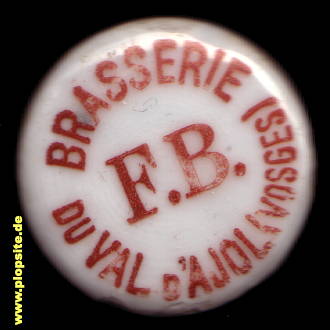 BRASSERIE
DU VAL D'AJOL (VOSGES)
F.B.
© www.plopsite.de